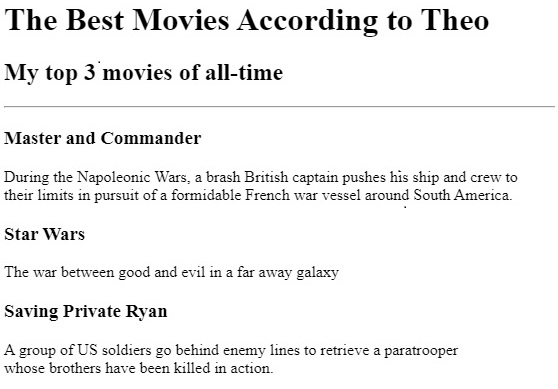 The Best Movies According to Theo
My top 3 movies of all-time
Master and Commander
During the Napoleonic Wars, a brash British captain pushes his ship and crew to
their limits in pursuit of a formidable French war vessel around South America.
Star Wars
The war between good and evil in a far away galaxy
Saving Private Ryan
A group of US soldiers go behind enemy lines to retrieve a paratrooper
whose brothers have been killed in action.